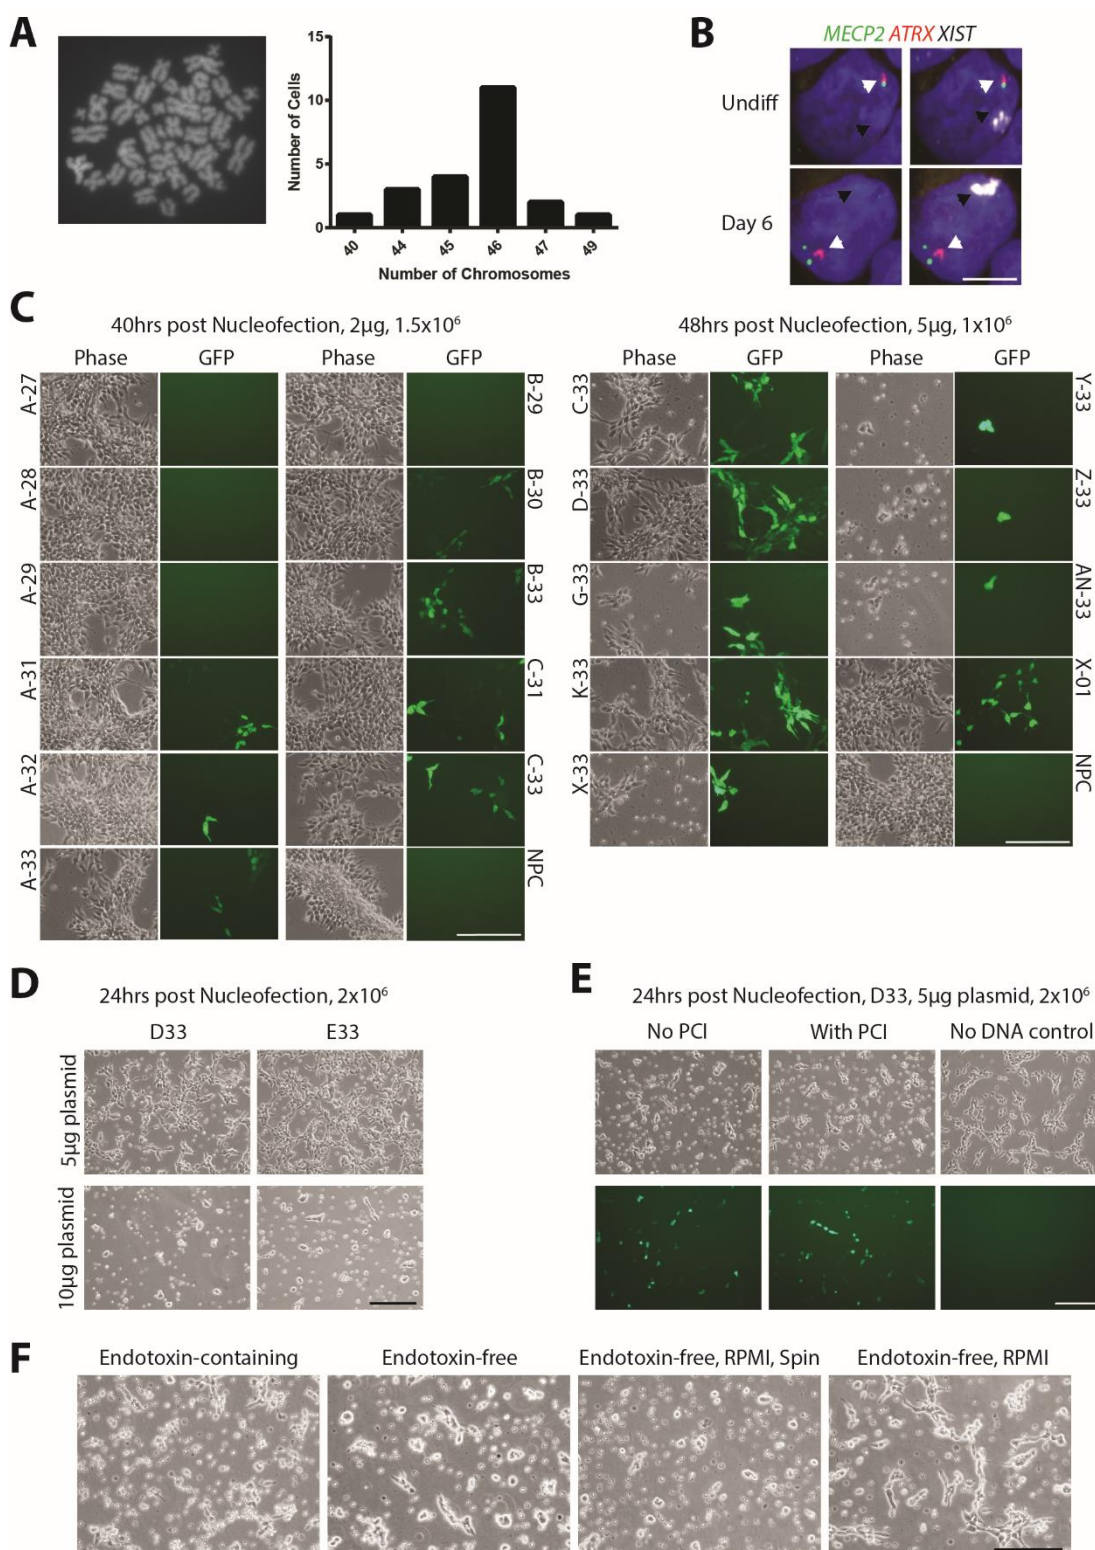 A
15
10
5
0
Number of Cells
40
44
45
46
47
49
Number of Chromosomes
B
MECP2 ATRX XIST
Undiff
Day 6
C
40hrs post Nucleofection, 2µg, 1.5x10⁶
Phase GFP Phase GFP
A-27
B-29
A-28
B-30
A-29
B-33
A-31
C-31
A-32
C-33
A-33
NPC
48hrs post Nucleofection, 5µg, 1x10⁶
Phase GFP Phase GFP
C-33
Y-33
D-33
Z-33
G-33
AN-33
K-33
X-01
X-33
NPC
D
24hrs post Nucleofection, 2x10⁶
D33 E33
5µg plasmid
10µg plasmid
E
24hrs post Nucleofection, D33, 5µg plasmid, 2x10⁶
No PCI With PCI No DNA control
F
Endotoxin-containing Endotoxin-free Endotoxin-free, RPMI, Spin Endotoxin-free, RPMI